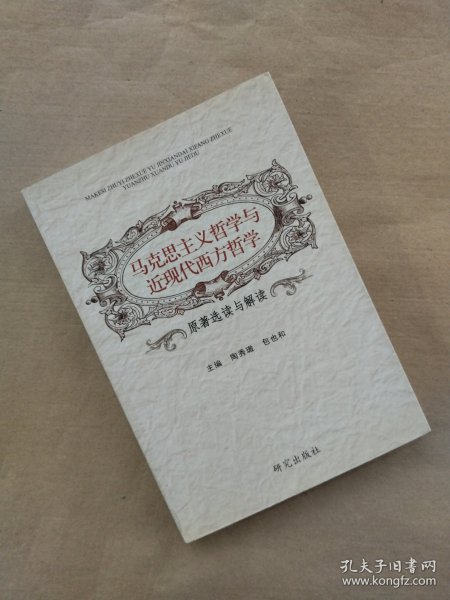 MAKESI ZHUYI ZHEXUE YU JINXIANDAI XIFANG ZHEXUE
YUANZHU XUANDU YU JIEDU
马克思主义哲学与
近现代西方哲学
原著选读与解读
主编 陶秀璈 包也和
研究出版社
孔夫子旧书网
www.kongfz.com